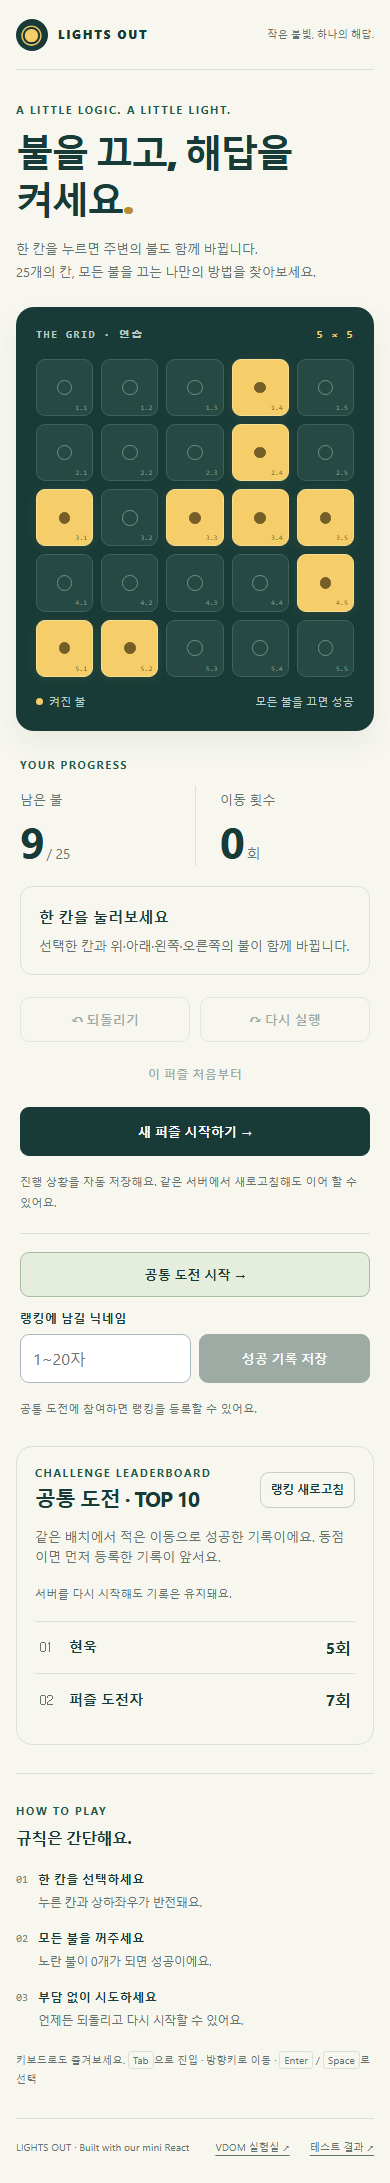 LIGHTS OUT
작은 불빛, 하나의 해답.
A LITTLE LOGIC. A LITTLE LIGHT.
불을 끄고, 해답을
켜세요.
한 칸을 누르면 주변의 불도 함께 바뀝니다.
25개의 칸, 모든 불을 끄는 나만의 방법을 찾아보세요.
THE GRID · 연습
5 × 5
1.1 1.2 1.3 1.4 1.5
2.1 2.2 2.3 2.4 2.5
3.1 3.2 3.3 3.4 3.5
4.1 4.2 4.3 4.4 4.5
5.1 5.2 5.3 5.4 5.5
켜진 불
모든 불을 끄면 성공
YOUR PROGRESS
남은 불
9 / 25
이동 횟수
0 회
한 칸을 눌러보세요
선택한 칸과 위·아래·왼쪽·오른쪽의 불이 함께 바뀝니다.
↶ 되돌리기
↷ 다시 실행
이 퍼즐 처음부터
새 퍼즐 시작하기 →
진행 상황을 자동 저장해요. 같은 서버에서 새로고침해도 이어 할 수
있어요.
공통 도전 시작 →
랭킹에 남길 닉네임
1~20자
성공 기록 저장
공통 도전에 참여하면 랭킹을 등록할 수 있어요.
CHALLENGE LEADERBOARD
공통 도전 · TOP 10
랭킹 새로고침
같은 배치에서 적은 이동으로 성공한 기록이에요. 동점
이면 먼저 등록한 기록이 앞서요.
서버를 다시 시작해도 기록은 유지돼요.
01 현욱 5회
02 퍼즐 도전자 7회
HOW TO PLAY
규칙은 간단해요.
01 한 칸을 선택하세요
누른 칸과 상하좌우가 반전돼요.
02 모든 불을 꺼주세요
노란 불이 0개가 되면 성공이에요.
03 부담 없이 시도하세요
언제든 되돌리고 다시 시작할 수 있어요.
키보드로도 즐겨보세요. Tab 으로 진입 · 방향키로 이동 · Enter / Space 로
선택
LIGHTS OUT · Built with our mini React
VDOM 실험실 ↗
테스트 결과 ↗